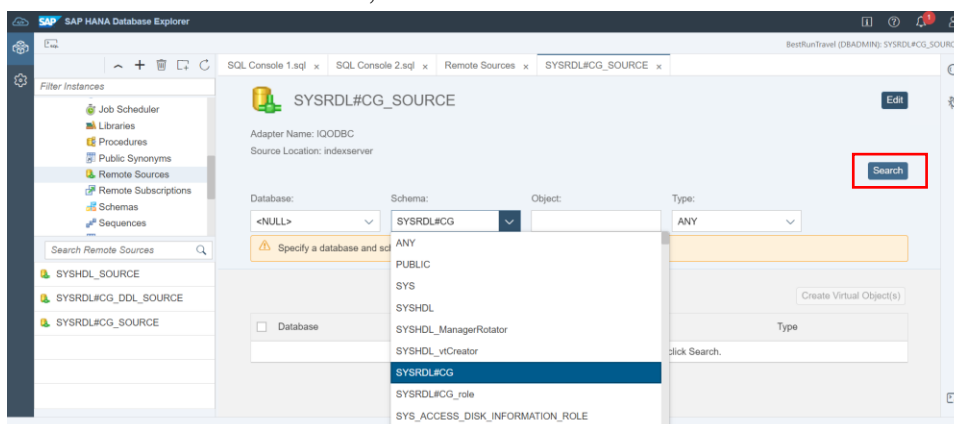 SAP SAP HANA Database Explorer
1
BestRunTravel (DBADMIN): SYSRDL#CG_SOURC
SQL Console 1.sql x SQL Console 2.sql x Remote Sources x SYSRDL#CG_SOURCE x
Filter Instances
Job Scheduler
Libraries
Procedures
Public Synonyms
Remote Sources
Remote Subscriptions
Schemas
Sequences
Search Remote Sources
SYSHDL_SOURCE
SYSRDL#CG_DDL_SOURCE
SYSRDL#CG_SOURCE
SYSRDL#CG_SOURCE
Edit
Adapter Name: IQODBC
Source Location: indexserver
Search
Database: Schema: Object: Type:
<NULL> SYSRDL#CG ANY
Specify a database and sc
ANY
PUBLIC
SYS
SYSHDL
SYSHDL_ManagerRotator
SYSHDL_vtCreator
SYSRDL#CG
SYSRDL#CG_role
SYS_ACCESS_DISK_INFORMATION_ROLE
Create Virtual Object(s)
Database Type
click Search.